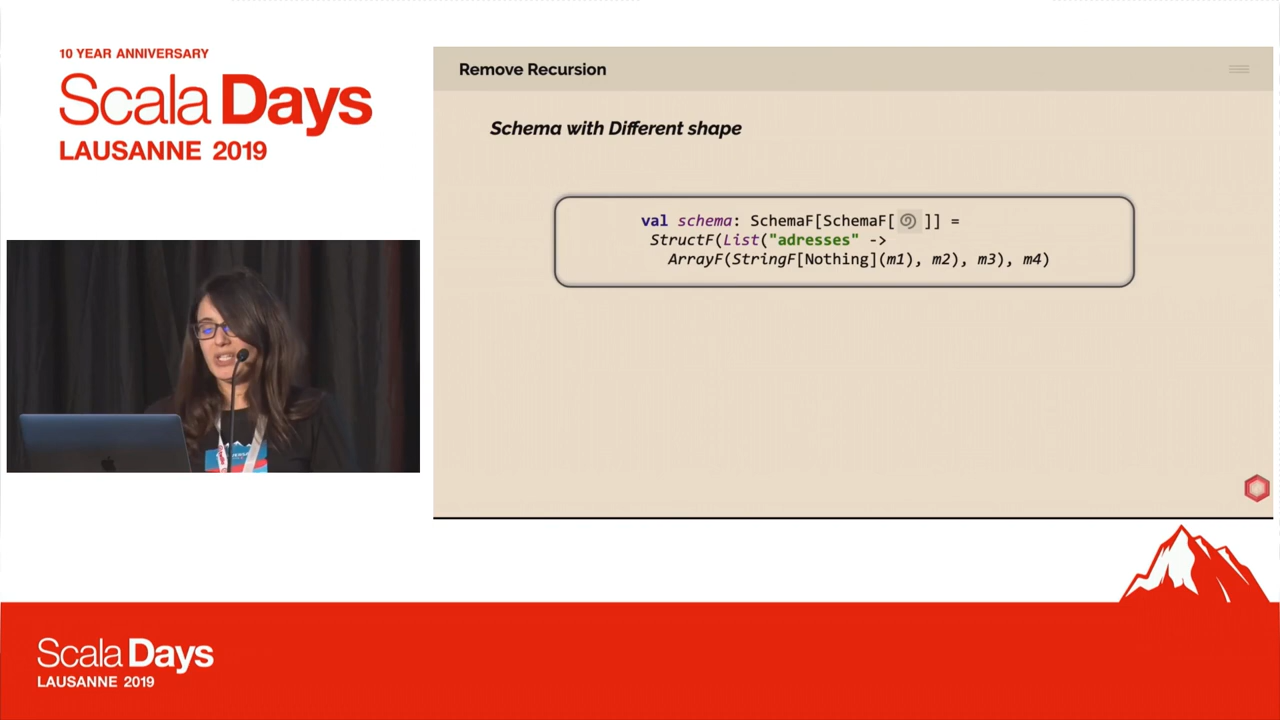 10 YEAR ANNIVERSARY
Scala Days
LAUSANNE 2019
Remove Recursion
Schema with Different shape
val schema: SchemaF[SchemaF[ ]] =
StructF(List("adresses" ->
ArrayF(StringF[Nothing](m1), m2), m3), m4)
Scala Days
LAUSANNE 2019